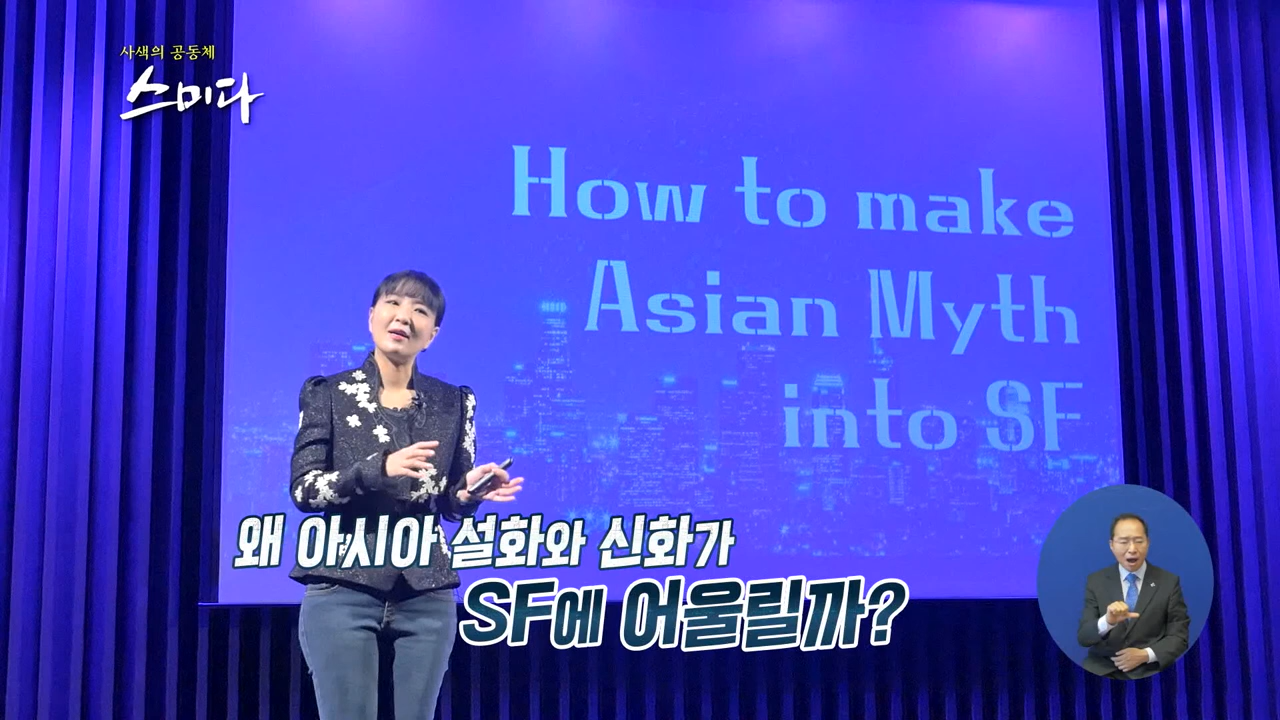 사색의 공동체
스미다
How to make
Asian Myth
into SF
왜 아시아 설화와 신화가
SF에 어울릴까?